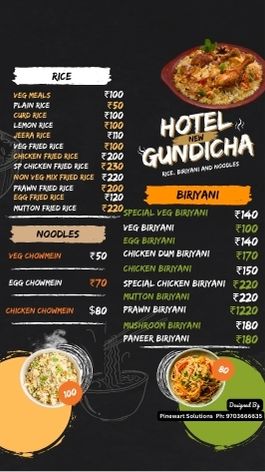 RICE
VEG MEALS ₹100
PLAIN RICE ₹50
CURD RICE ₹100
LEMON RICE ₹100
JEERA RICE ₹110
VEG FRIED RICE ₹100
CHICKEN FRIED RICE ₹200
SP CHICKEN FRIED RICE ₹230
NON VEG MIX FRIED RICE ₹220
PRAWN FRIED RICE ₹200
EGG FRIED RICE ₹120
MUTTON FRIED RICE ₹220
NOODLES
VEG CHOWMEIN ₹50
EGG CHOWMEIN ₹70
CHICKEN CHOWMEIN $80
100
HOTEL
NEW
GUNDICHA
RICE, BIRIYANI AND NOODLES
BIRIYANI
SPECIAL VEG BIRIYANI ₹140
VEG BIRIYANI ₹100
EGG BIRIYANI ₹140
CHICKEN DUM BIRIYANI ₹170
CHICKEN BIRIYANI ₹150
SPECIAL CHICKEN BIRIYANI ₹220
MUTTON BIRIYANI ₹220
PRAWN BIRIYANI ₹1220
MUSHROOM BIRIYANI ₹180
PANEER BIRIYANI ₹180
80
Designed By
Pinewart Solutions Ph: 9703666635